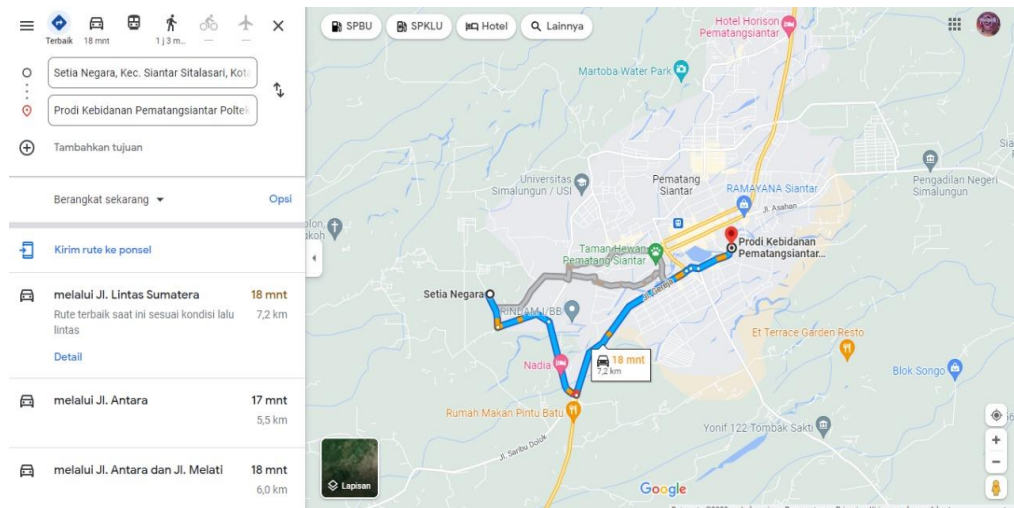 Terbaik
18 mnt
1 j 3 m...
Setia Negara, Kec. Siantar Sitalasari, Kota
Prodi Kebidanan Pematangsiantar Poltek
Tambahkan tujuan
Berangkat sekarang
Opsi
Kirim rute ke ponsel
melalui Jl. Lintas Sumatera
18 mnt
Rute terbaik saat ini sesuai kondisi lalu
7,2 km
lintas
Detail
melalui Jl. Antara
17 mnt
5,5 km
melalui Jl. Antara dan Jl. Melati
18 mnt
6,0 km
SPBU
SPKLU
Hotel
Lainnya
Hotel Horison
Pematangsiantar
Martoba Water Park
Universitas
Simalungun / USI
Pematang
Siantar
RAMAYANA Siantar
Jl. Asahan
Pengadilan Negeri
Simalungun
Taman Hewan
Pematang Siantar
Prodi Kebidanan
Pematangsiantar...
Setia Negara
RINDAM I/BB
Jl. Gereja
Et Terrace Garden Resto
Nadia
18 mnt
7,2 km
Blok Songo
Rumah Makan Pintu Batu
Yonif 122 Tombak Sakti
Jl. Saribu Dolok
Lapisan
Google